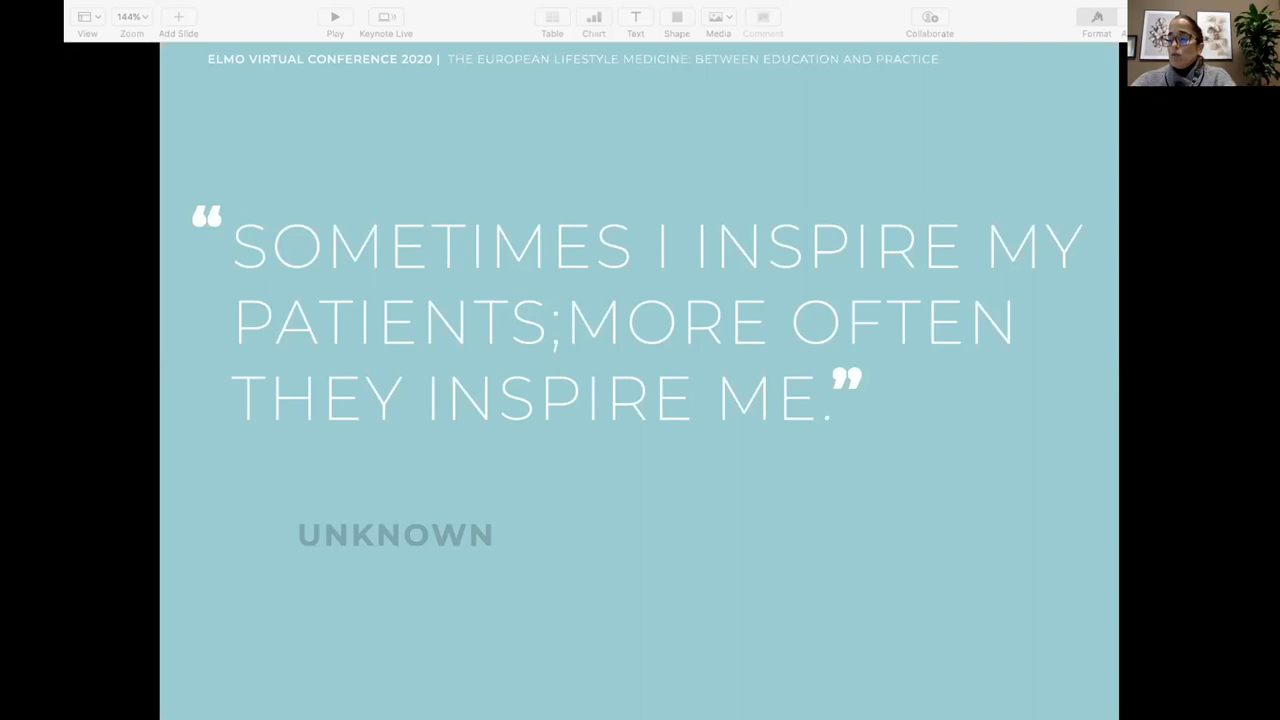 144%
View
Zoom
Add Slide
Play
Keynote Live
Table
Chart
Text
Shape
Media
Comment
Collaborate
Format
ELMO VIRTUAL CONFERENCE 2020 | THE EUROPEAN LIFESTYLE MEDICINE: BETWEEN EDUCATION AND PRACTICE
“SOMETIMES I INSPIRE MY
PATIENTS;MORE OFTEN
THEY INSPIRE ME.”
UNKNOWN